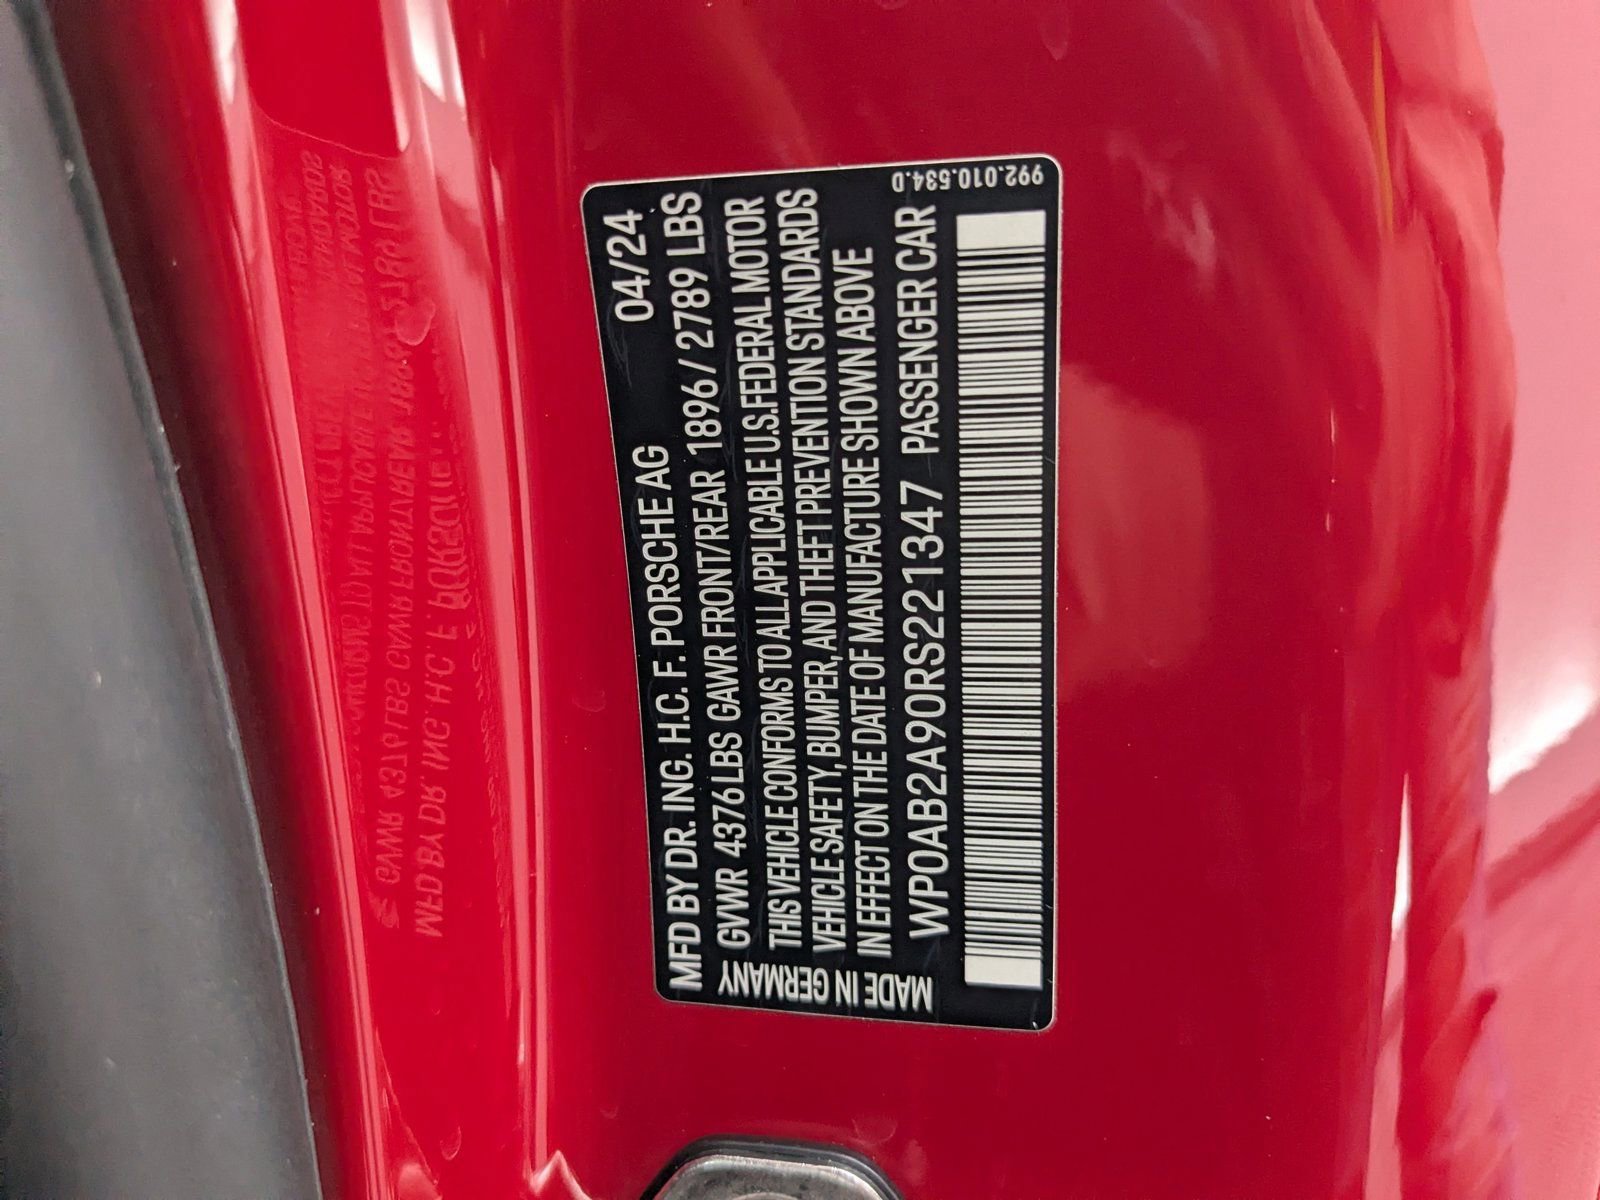 MFD BY DR. ING. H.C. F. PORSCHE AG 04/24
GVWR 4376 LBS GAWR FRONT/REAR 1896 / 2789 LBS
THIS VEHICLE CONFORMS TO ALL APPLICABLE U.S. FEDERAL MOTOR
VEHICLE SAFETY, BUMPER, AND THEFT PREVENTION STANDARDS
IN EFFECT ON THE DATE OF MANUFACTURE SHOWN ABOVE
WP0AB2A90RS221347 PASSENGER CAR
MADE IN GERMANY
992.010.534.D